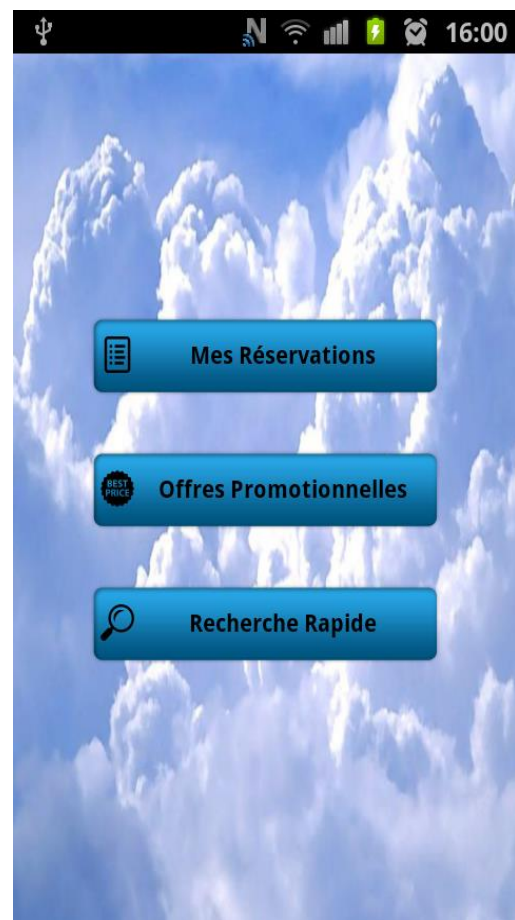 16:00
Mes Réservations
BEST
PRICE
Offres Promotionnelles
Recherche Rapide